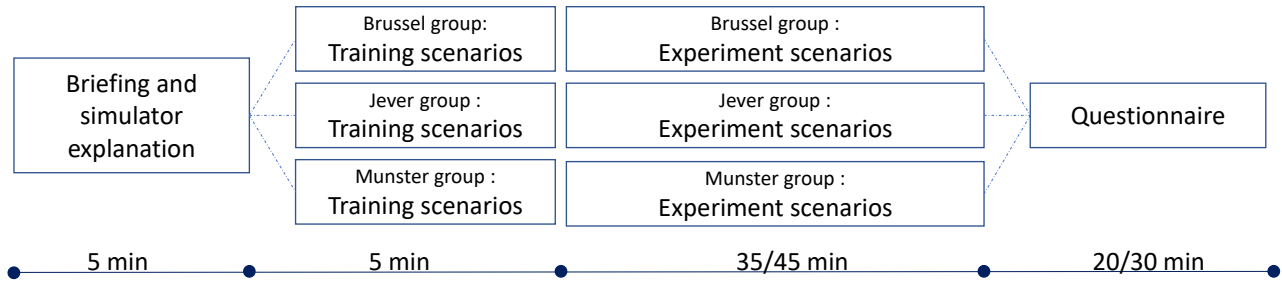 Briefing and
simulator
explanation
Brussel group:
Training scenarios
Jever group :
Training scenarios
Munster group :
Training scenarios
Brussel group :
Experiment scenarios
Jever group :
Experiment scenarios
Munster group :
Experiment scenarios
Questionnaire
5 min
5 min
35/45 min
20/30 min